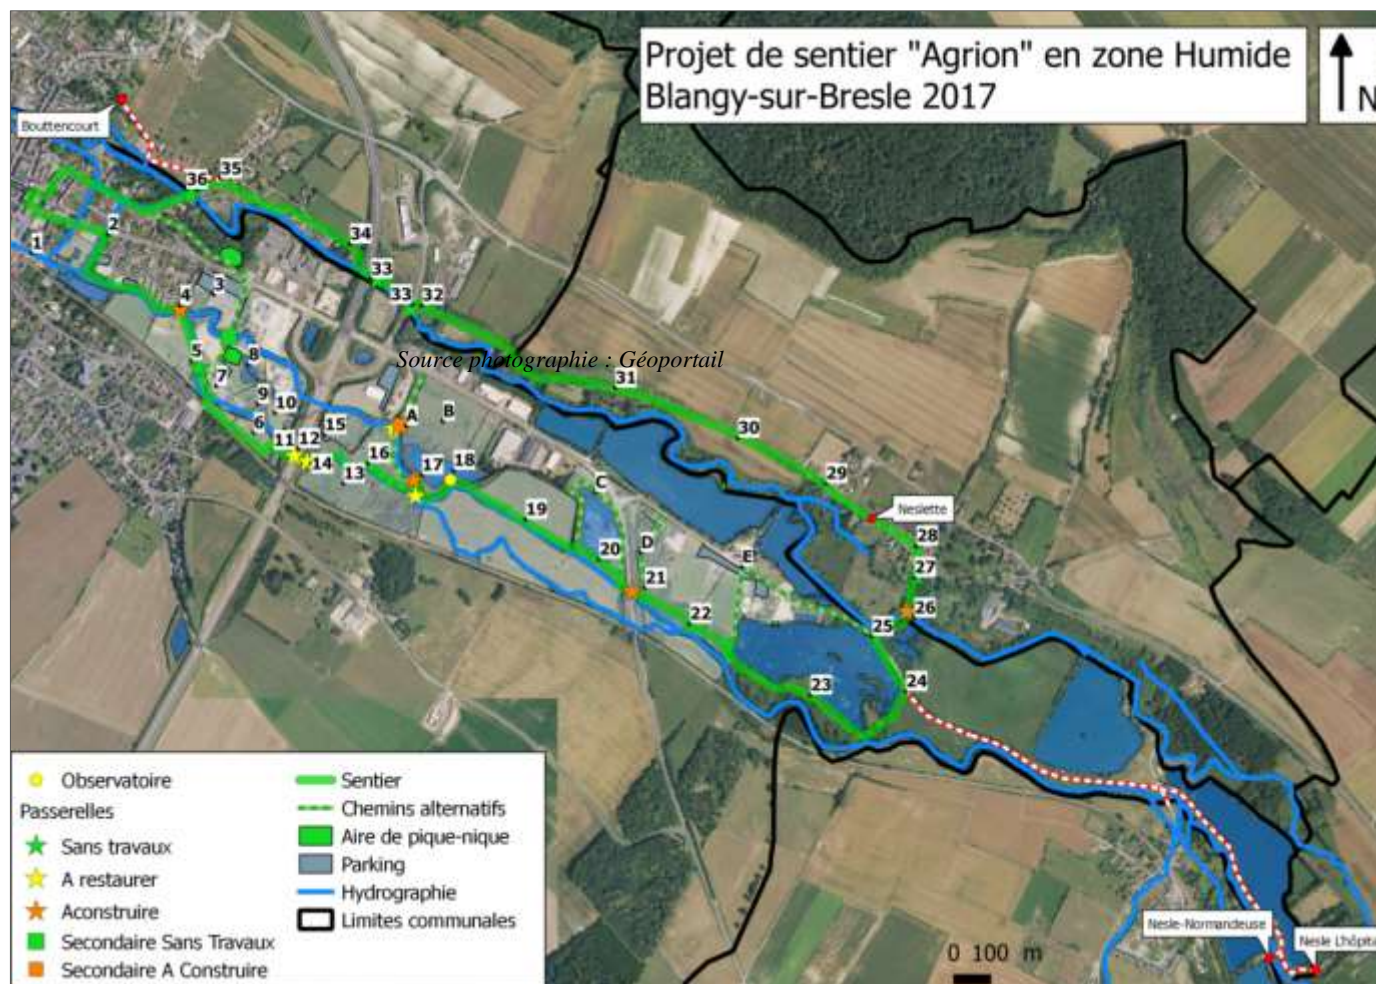 Projet de sentier "Agrion" en zone Humide
Blangy-sur-Bresle 2017
N
Bouttencourt
36
35
1
2
34
3
33
33
32
4
Source photographie : Géoportail
5
8
7
31
9
10
A
B
6
15
30
11
12
14
13
16
17
18
29
C
Neslette
19
28
20
D
E
27
21
22
26
25
23
24
Observatoire
Passerelles
Sans travaux
A restaurer
Aconstruire
Secondaire Sans Travaux
Secondaire A Construire
Sentier
Chemins alternatifs
Aire de pique-nique
Parking
Hydrographie
Limites communales
Nesle-Normandeuse
Nesle Lhôpita
0 100 m